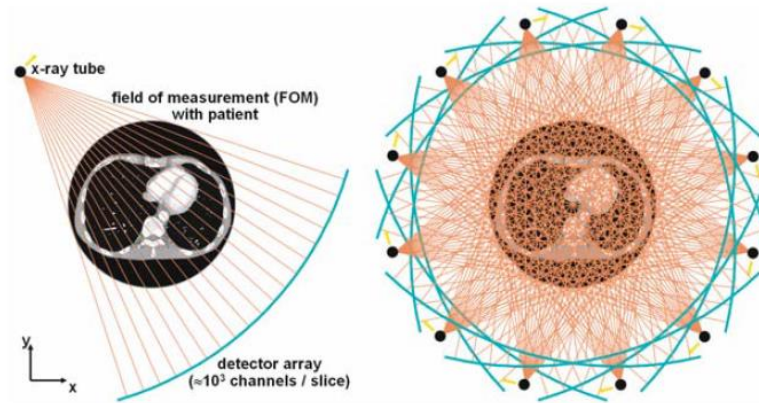 x-ray tube
field of measurement (FOM)
with patient
y
x
detector array
(≈10³ channels / slice)